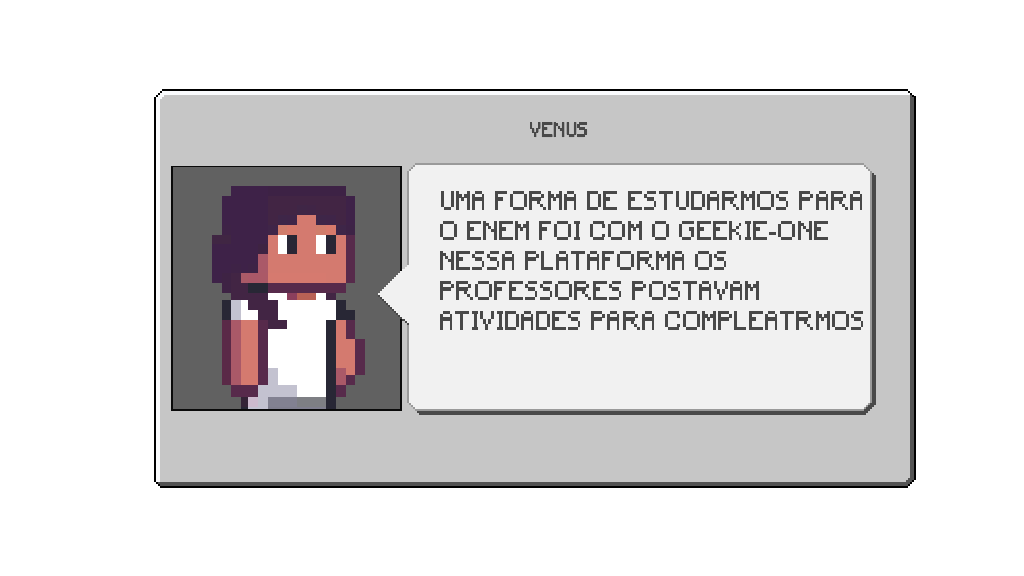 VENUS
UMA FORMA DE ESTUDARMOS PARA
O ENEM FOI COM O GEEKIE-ONE
NESSA PLATAFORMA OS
PROFESSORES POSTAVAM
ATIVIDADES PARA COMPLEATRMOS